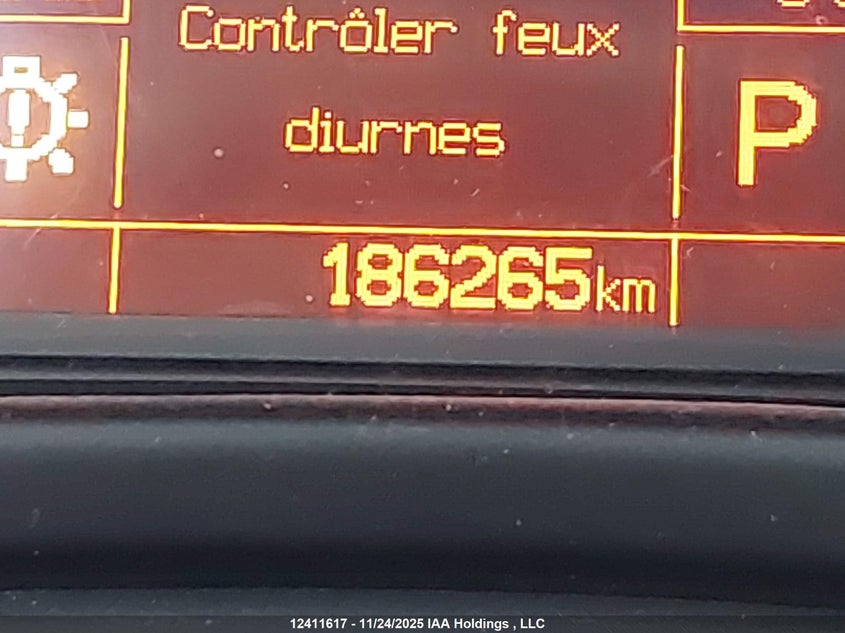 Contrôler feux
diurnes
P
186265km
12411617 - 11/24/2025 IAA Holdings , LLC